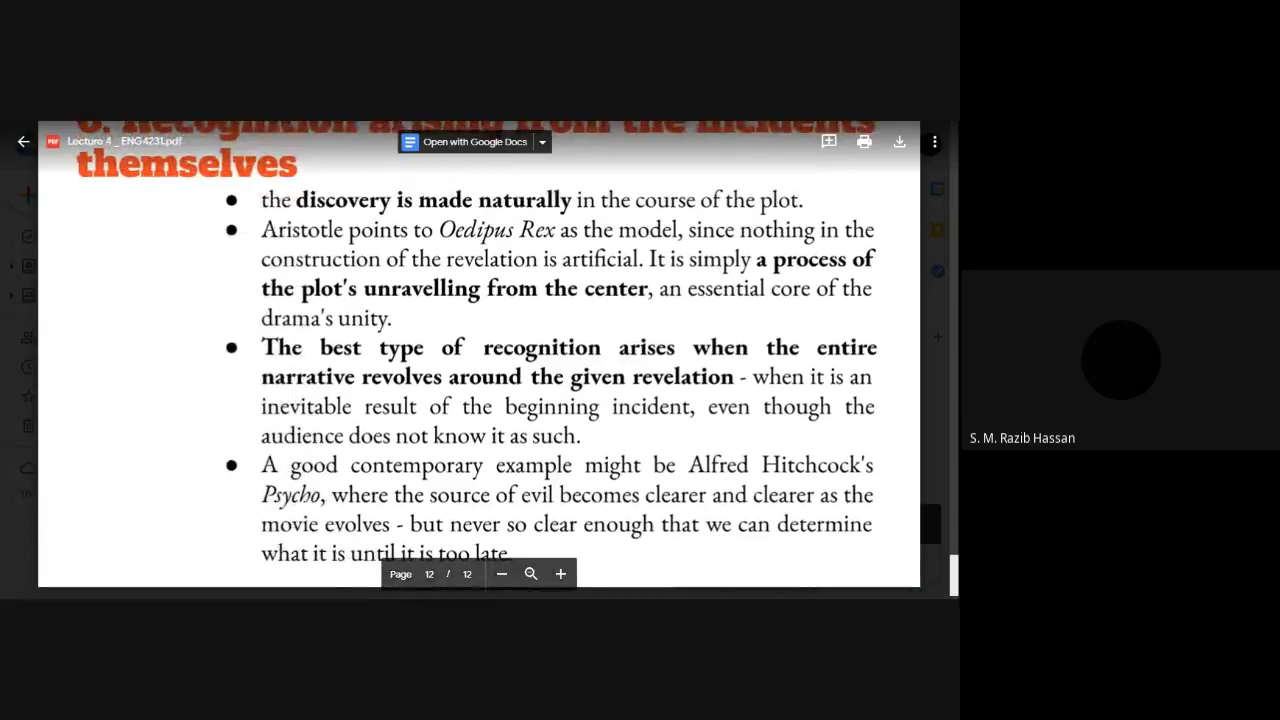 Lecture 4 _ ENG4231.pdf
Open with Google Docs
Recognition arising from the incidents
themselves
● the discovery is made naturally in the course of the plot.
● Aristotle points to Oedipus Rex as the model, since nothing in the
construction of the revelation is artificial. It is simply a process of
the plot's unravelling from the center, an essential core of the
drama's unity.
● The best type of recognition arises when the entire
narrative revolves around the given revelation - when it is an
inevitable result of the beginning incident, even though the
audience does not know it as such.
● A good contemporary example might be Alfred Hitchcock's
Psycho, where the source of evil becomes clearer and clearer as the
movie evolves - but never so clear enough that we can determine
what it is until it is too late.
Page 12 / 12
S. M. Razib Hassan